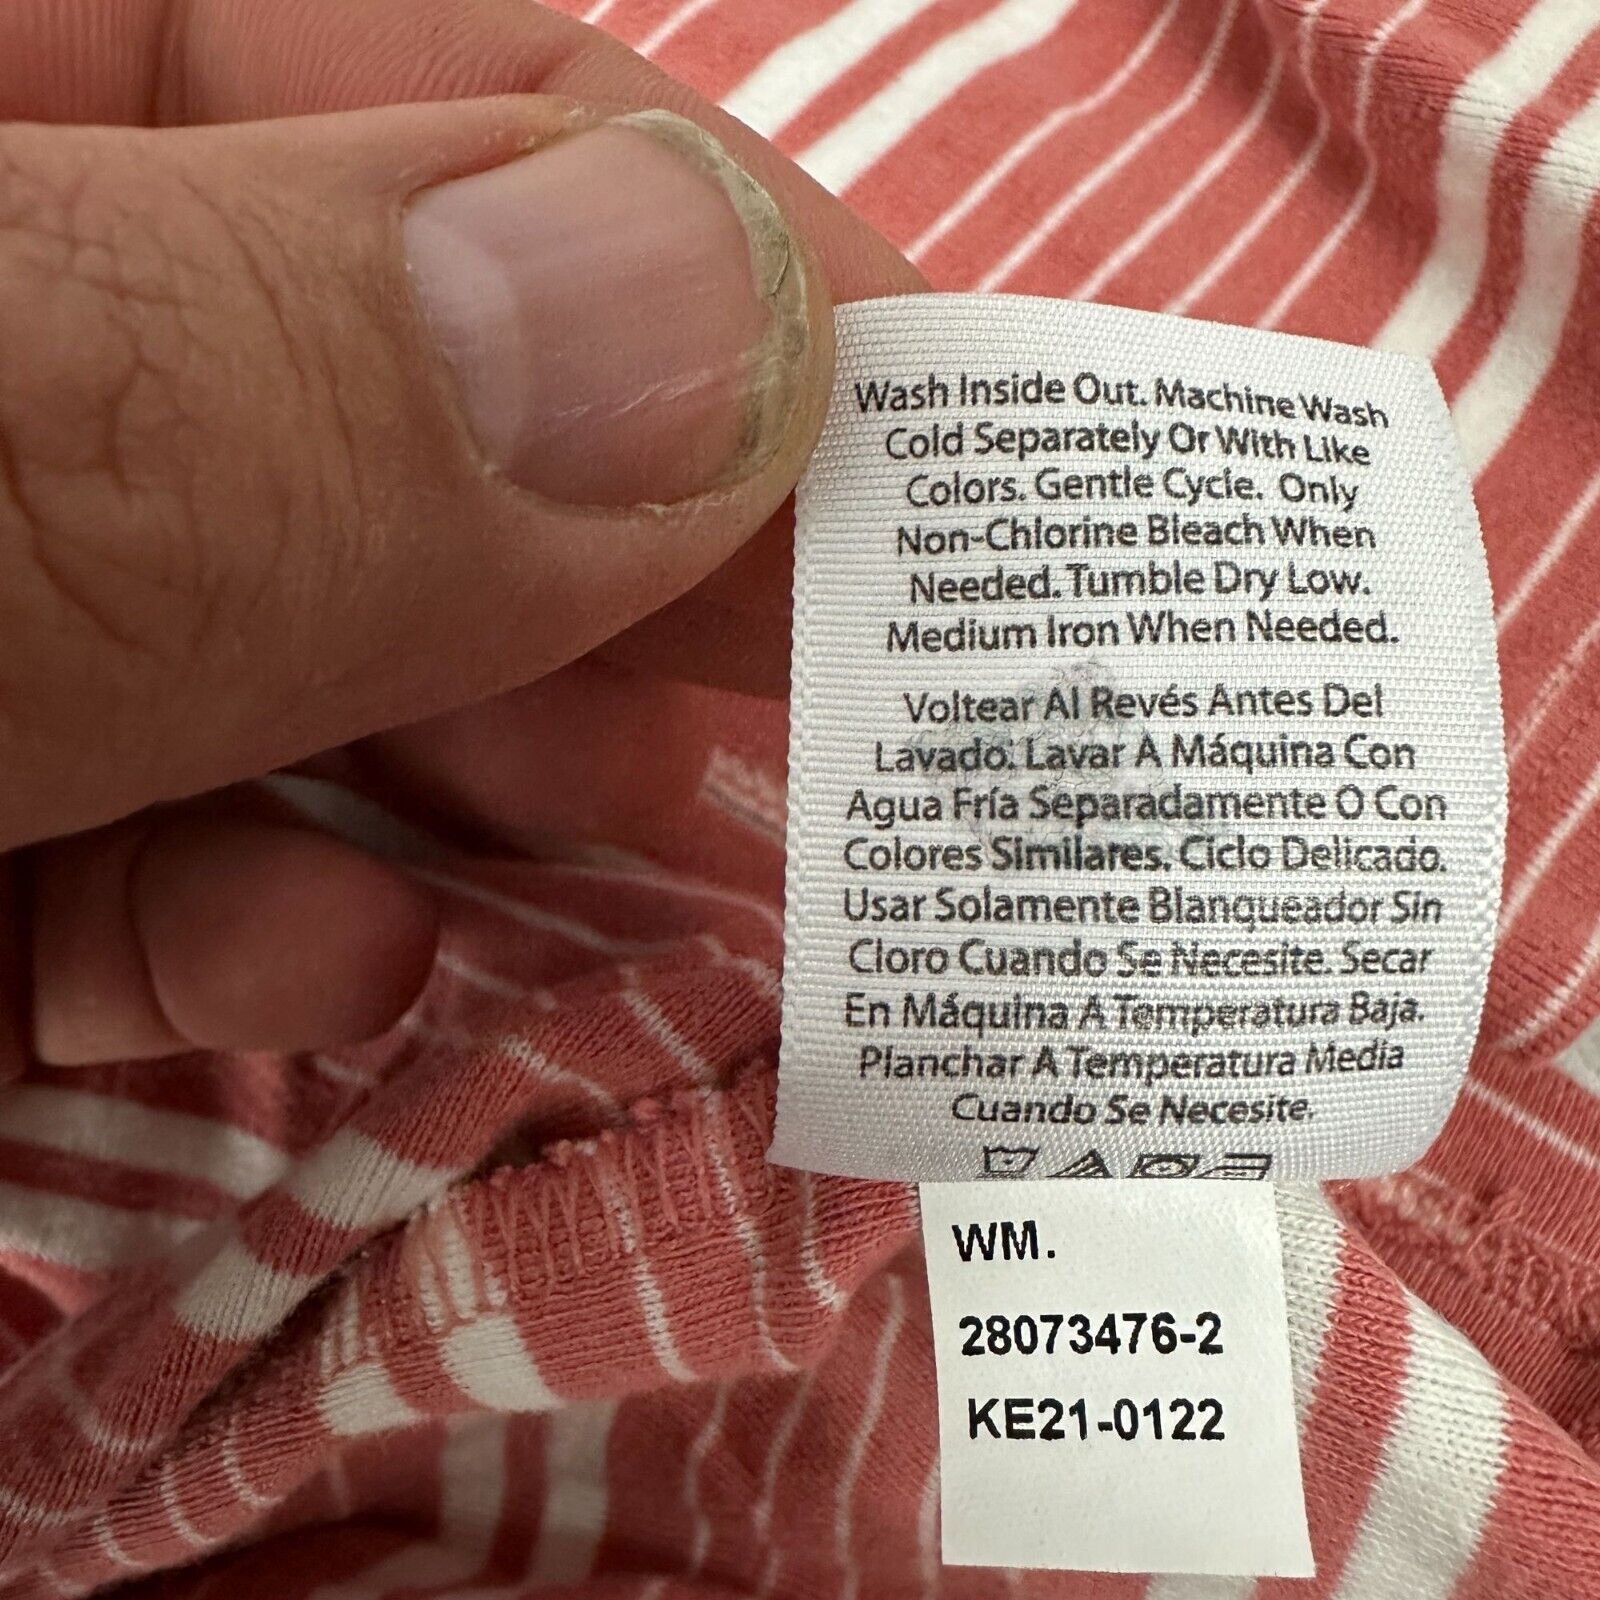 Wash Inside Out. Machine Wash
Cold Separately Or With Like
Colors. Gentle Cycle. Only
Non-Chlorine Bleach When
Needed. Tumble Dry Low.
Medium Iron When Needed.
Voltear Al Revés Antes Del
Lavado. Lavar A Máquina Con
Agua Fría Separadamente O Con
Colores Similares. Ciclo Delicado.
Usar Solamente Blanqueador Sin
Cloro Cuando Se Necesite. Secar
En Máquina A Temperatura Baja.
Planchar A Temperatura Media
Cuando Se Necesite.
WM.
28073476-2
KE21-0122